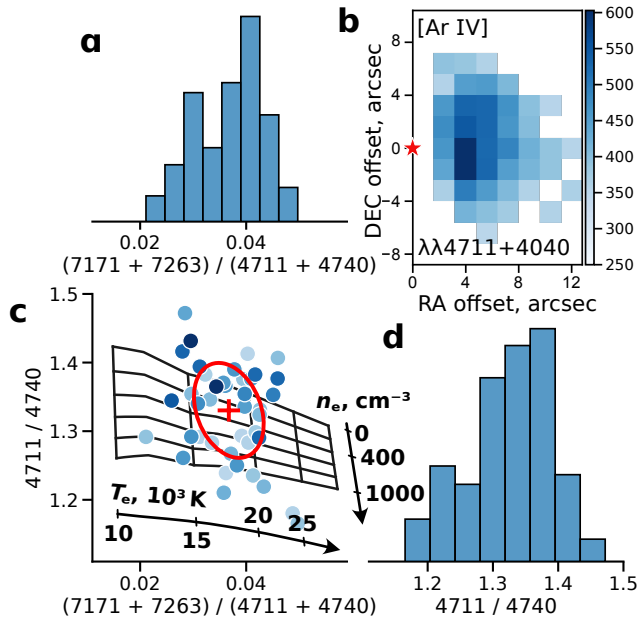 a
0.02 0.04
(7171 + 7263) / (4711 + 4740)
b
[Ar IV]
8
4
0
−4
−8
DEC offset, arcsec
λλ4711+4040
0 4 8 12
RA offset, arcsec
600
550
500
450
400
350
300
250
c
1.5
1.4
1.3
1.2
4711 / 4740
nₑ, cm⁻³
0
400
1000
Tₑ, 10³ K
10 15 20 25
0.02 0.04
(7171 + 7263) / (4711 + 4740)
d
1.2 1.3 1.4 1.5
4711 / 4740